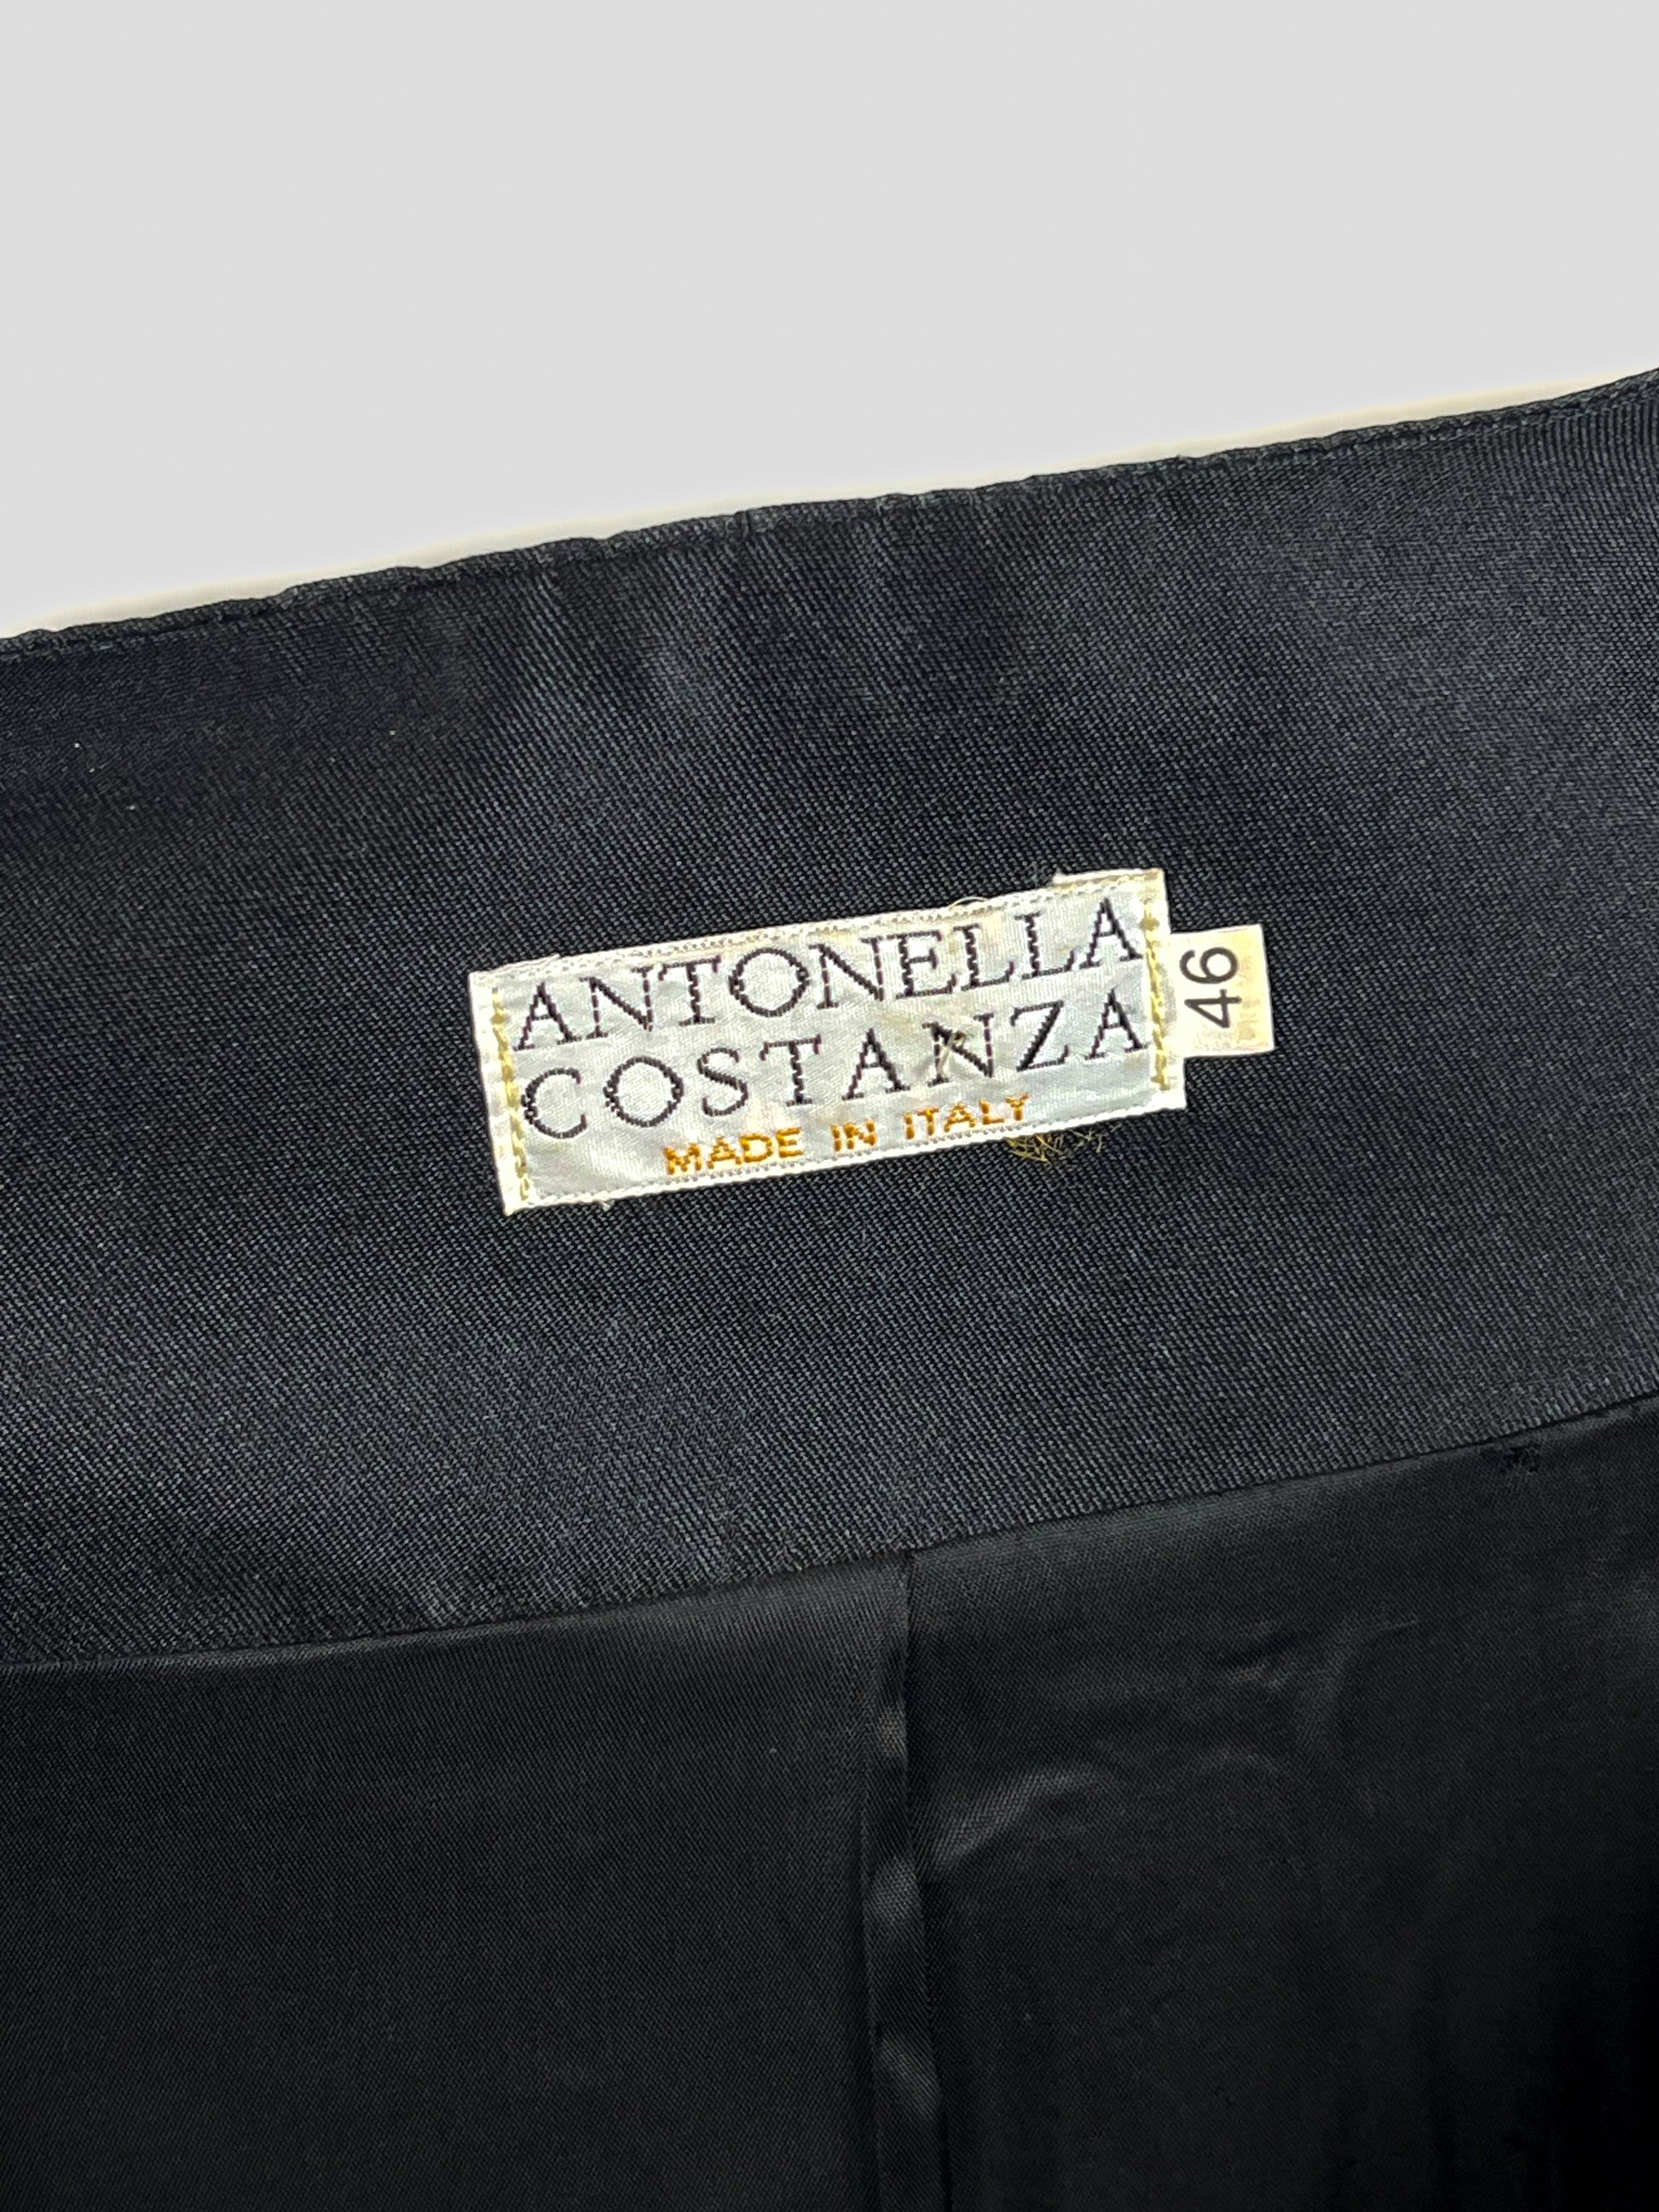 ANTONELLA
COSTANZA
MADE IN ITALY
46